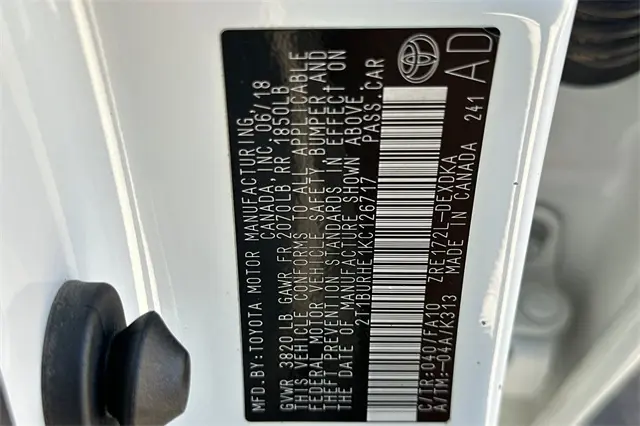 MFD.BY:TOYOTA MOTOR MANUFACTURING
CANADA, INC. 06/18
GVWR 3820LB GAWR FR 2070LB, RR 1850LB
THIS VEHICLE CONFORMS TO ALL APPLICABLE
FEDERAL MOTOR VEHICLE SAFETY, BUMPER AND
THEFT PREVENTION STANDARDS IN EFFECT ON
THE DATE OF MANUFACTURE SHOWN ABOVE.
2T1BURHE1KC126717 PASS.CAR
C/TR:040/FA10 ZRE172L-DEXDKA
A/TM:-04A/K313 MADE IN CANADA 241
AD